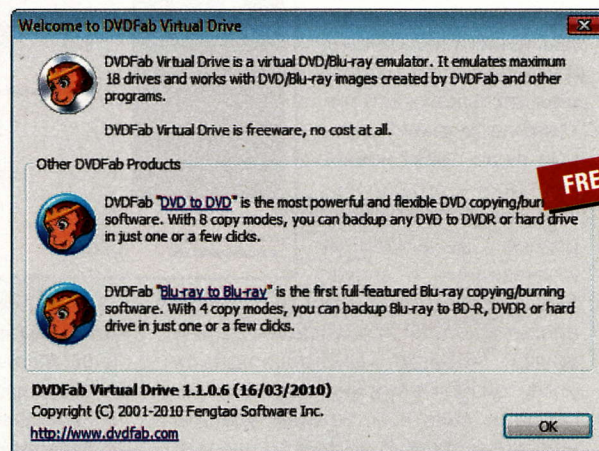 Welcome to DVDFab Virtual Drive
DVDFab Virtual Drive is a virtual DVD/Blu-ray emulator. It emulates maximum
18 drives and works with DVD/Blu-ray images created by DVDFab and other
programs.
DVDFab Virtual Drive is freeware, no cost at all.
Other DVDFab Products
DVDFab "DVD to DVD" is the most powerful and flexible DVD copying/
software. With 8 copy modes, you can backup any DVD to DVDR or hard drive
in just one or a few clicks.
DVDFab "Blu-ray to Blu-ray" is the first full-featured Blu-ray copying/burning
software. With 4 copy modes, you can backup Blu-ray to BD-R, DVDR or hard
drive in just one or a few clicks.
DVDFab Virtual Drive 1.1.0.6 (16/03/2010)
Copyright (C) 2001-2010 Fengtao Software Inc.
http://www.dvdfab.com
OK